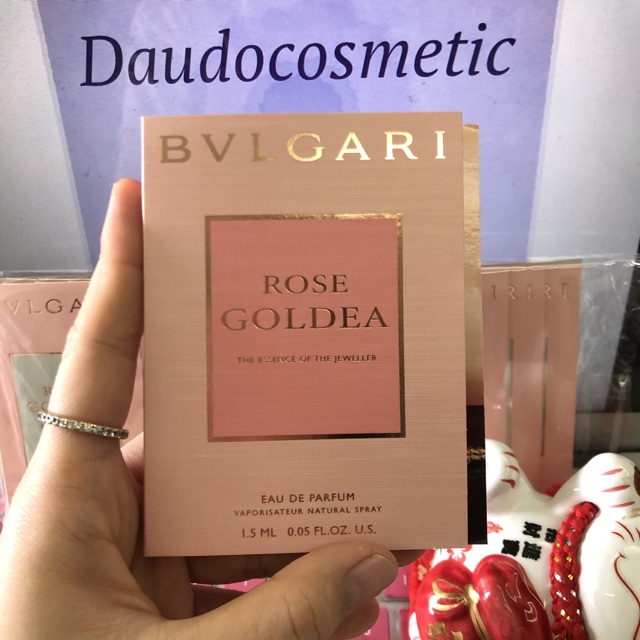 Daudocosmetic
BVLGARI
ROSE
GOLDEA
THE ESSENCE OF THE JEWELLER
EAU DE PARFUM
VAPORISATEUR NATURAL SPRAY
1.5 ML 0.05 FL.OZ. U.S.
VLGA